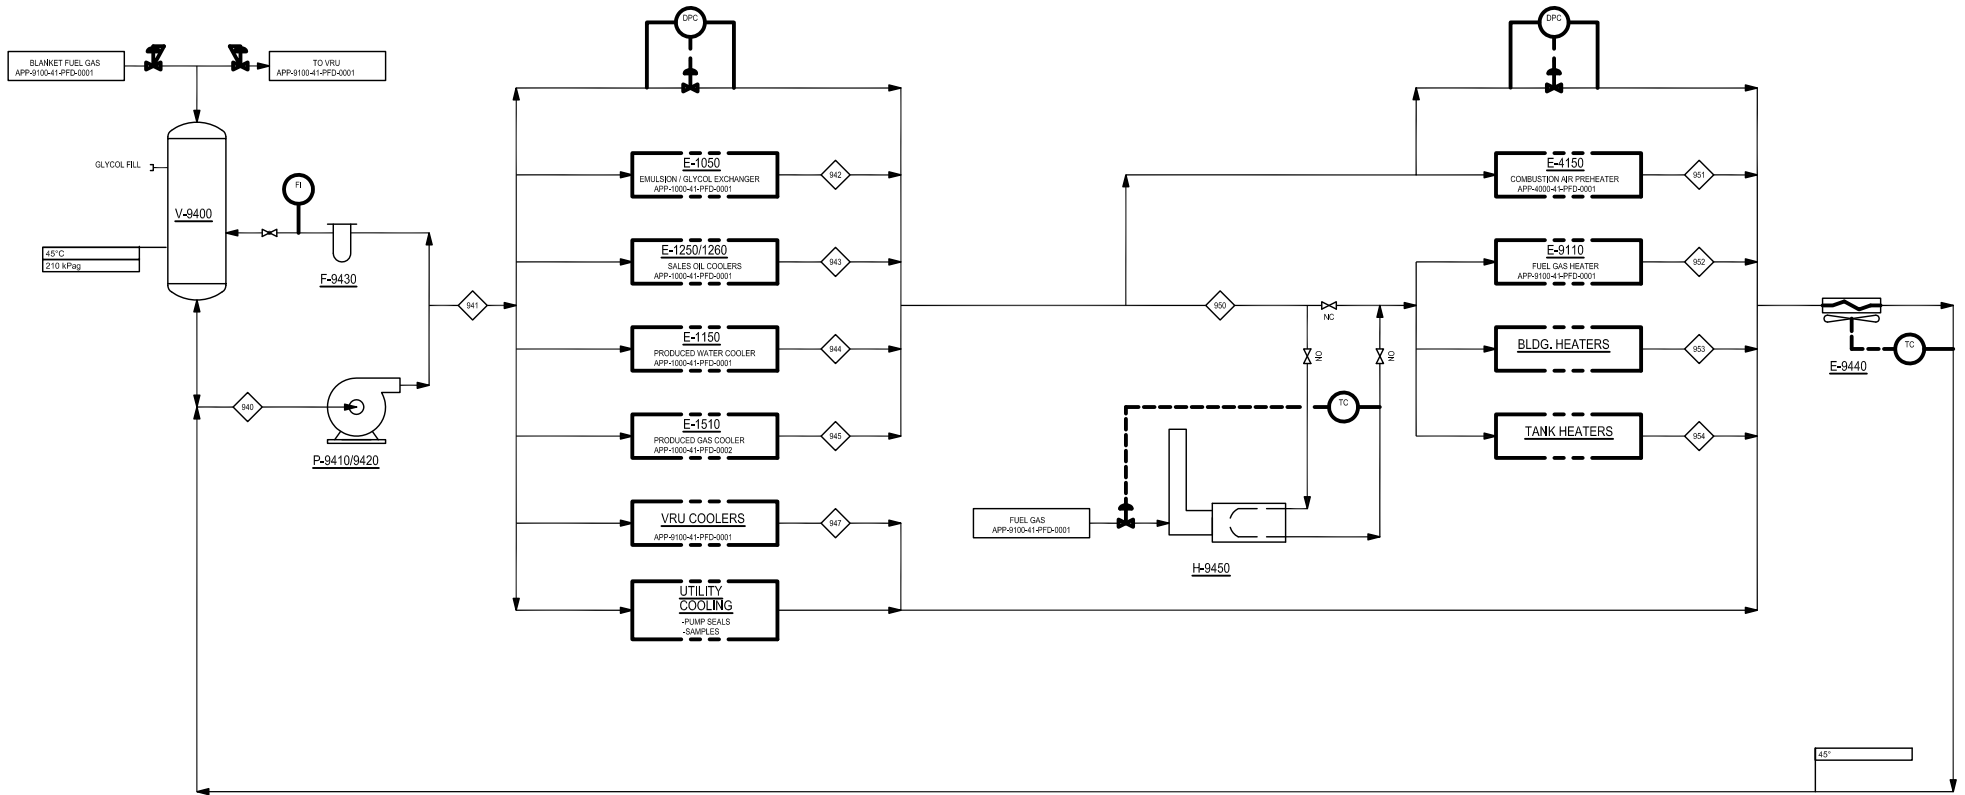 DPC
DPC
BLANKET FUEL GAS
APP-9100-41-PFD-0001
TO VRU
APP-9100-41-PFD-0001
GLYCOL FILL
V-9400
FI
45°C
210 kPag
F-9430
941
940
P-9410/9420
E-1050
EMULSION / GLYCOL EXCHANGER
APP-1000-41-PFD-0001
942
E-1250/1260
SALES OIL COOLERS
APP-1000-41-PFD-0001
943
E-1150
PRODUCED WATER COOLER
APP-1000-41-PFD-0001
944
E-1510
PRODUCED GAS COOLER
APP-1000-41-PFD-0002
945
VRU COOLERS
APP-9100-41-PFD-0001
947
UTILITY
COOLING
-PUMP SEALS
-SAMPLES
950
NC
NO
NO
TC
FUEL GAS
APP-9100-41-PFD-0001
H-9450
E-4150
COMBUSTION AIR PREHEATER
APP-4000-41-PFD-0001
951
E-9110
FUEL GAS HEATER
APP-9100-41-PFD-0001
952
BLDG. HEATERS
953
TANK HEATERS
954
TC
E-9440
45°